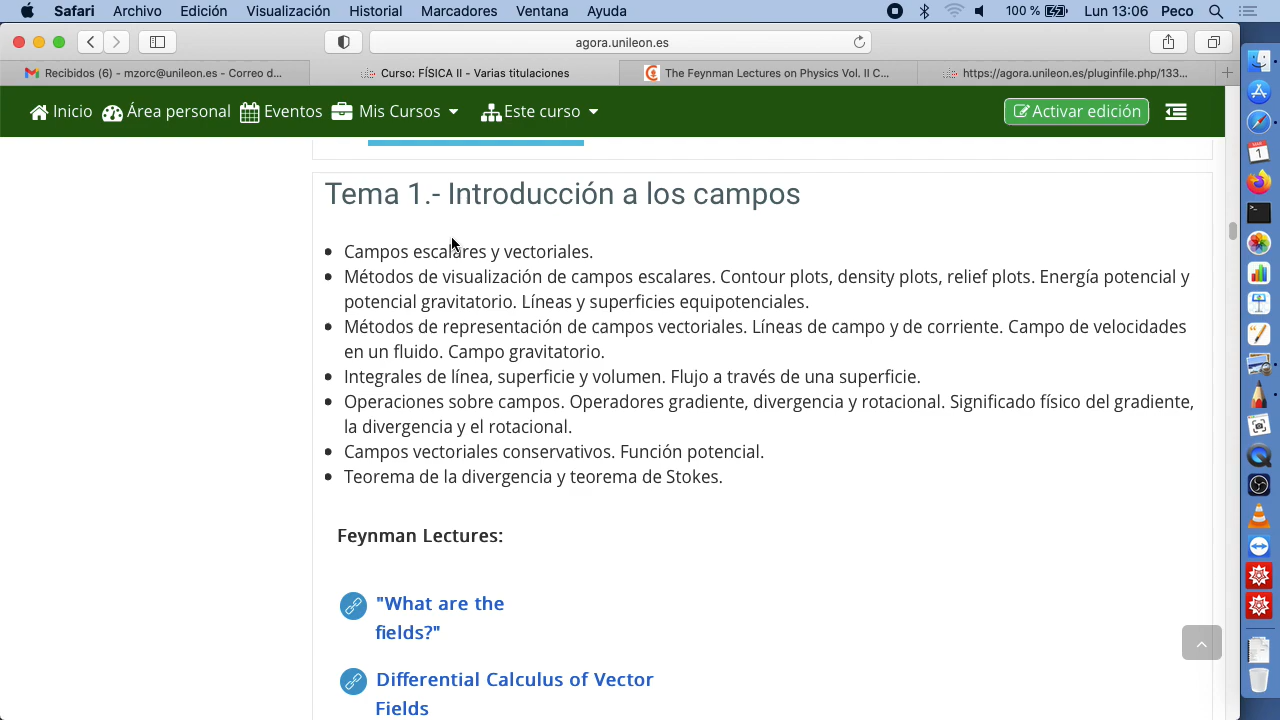 Safari Archivo Edición Visualización Historial Marcadores Ventana Ayuda 100 % Lun 13:06 Peco
agora.unileon.es
Recibidos (6) - mzorc@unileon.es - Correo d... Curso: FÍSICA II - Varias titulaciones The Feynman Lectures on Physics Vol. II C... https://agora.unileon.es/pluginfile.php/133...
Inicio Área personal Eventos Mis Cursos Este curso Activar edición
Tema 1.- Introducción a los campos
Campos escalares y vectoriales.
Métodos de visualización de campos escalares. Contour plots, density plots, relief plots. Energía potencial y
potencial gravitatorio. Líneas y superficies equipotenciales.
Métodos de representación de campos vectoriales. Líneas de campo y de corriente. Campo de velocidades
en un fluido. Campo gravitatorio.
Integrales de línea, superficie y volumen. Flujo a través de una superficie.
Operaciones sobre campos. Operadores gradiente, divergencia y rotacional. Significado físico del gradiente,
la divergencia y el rotacional.
Campos vectoriales conservativos. Función potencial.
Teorema de la divergencia y teorema de Stokes.
Feynman Lectures:
"What are the
fields?"
Differential Calculus of Vector
Fields